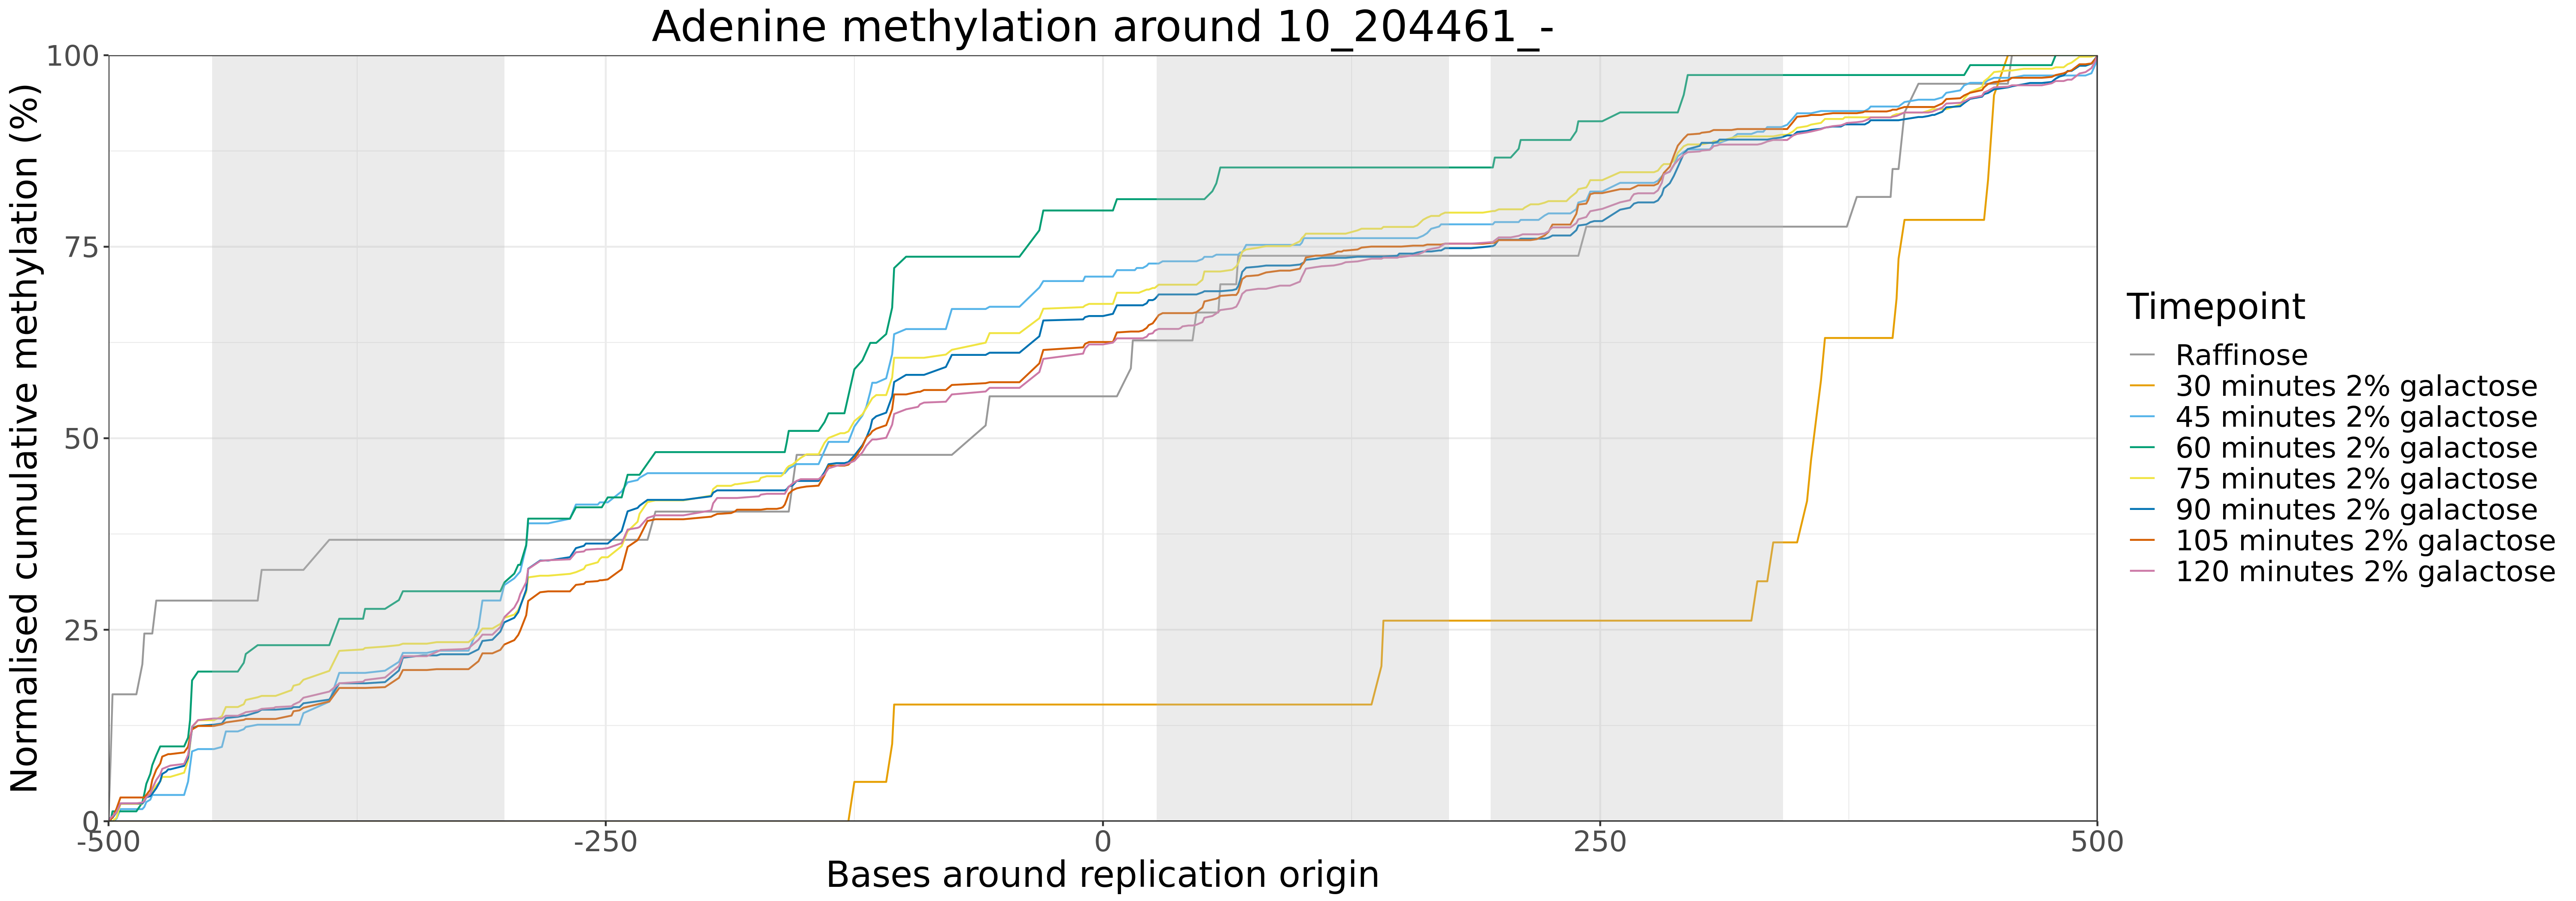 Adenine methylation around 10_204461_-
Normalised cumulative methylation (%)
100
75
50
25
0
-500
-250
0
250
500
Bases around replication origin
Timepoint
Raffinose
30 minutes 2% galactose
45 minutes 2% galactose
60 minutes 2% galactose
75 minutes 2% galactose
90 minutes 2% galactose
105 minutes 2% galactose
120 minutes 2% galactose